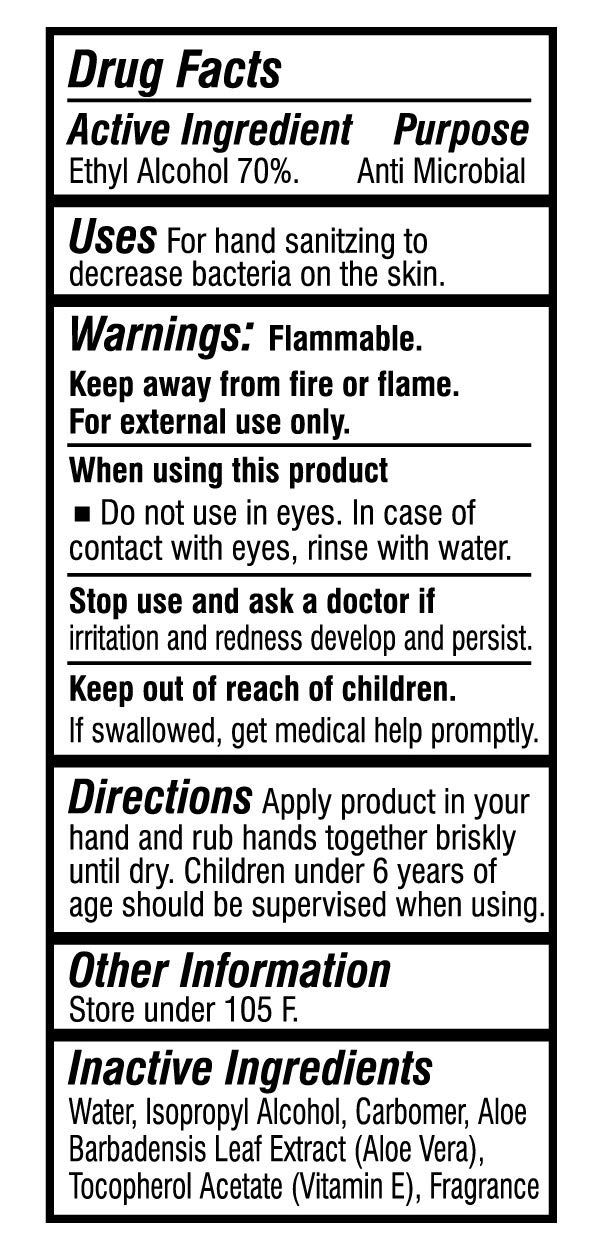 Drug Facts
Active Ingredient Purpose
Ethyl Alcohol 70%. Anti Microbial
Uses For hand sanitzing to
decrease bacteria on the skin.
Warnings: Flammable.
Keep away from fire or flame.
For external use only.
When using this product
■ Do not use in eyes. In case of
contact with eyes, rinse with water.
Stop use and ask a doctor if
irritation and redness develop and persist.
Keep out of reach of children.
If swallowed, get medical help promptly.
Directions Apply product in your
hand and rub hands together briskly
until dry. Children under 6 years of
age should be supervised when using.
Other Information
Store under 105 F.
Inactive Ingredients
Water, Isopropyl Alcohol, Carbomer, Aloe
Barbadensis Leaf Extract (Aloe Vera),
Tocopherol Acetate (Vitamin E), Fragrance